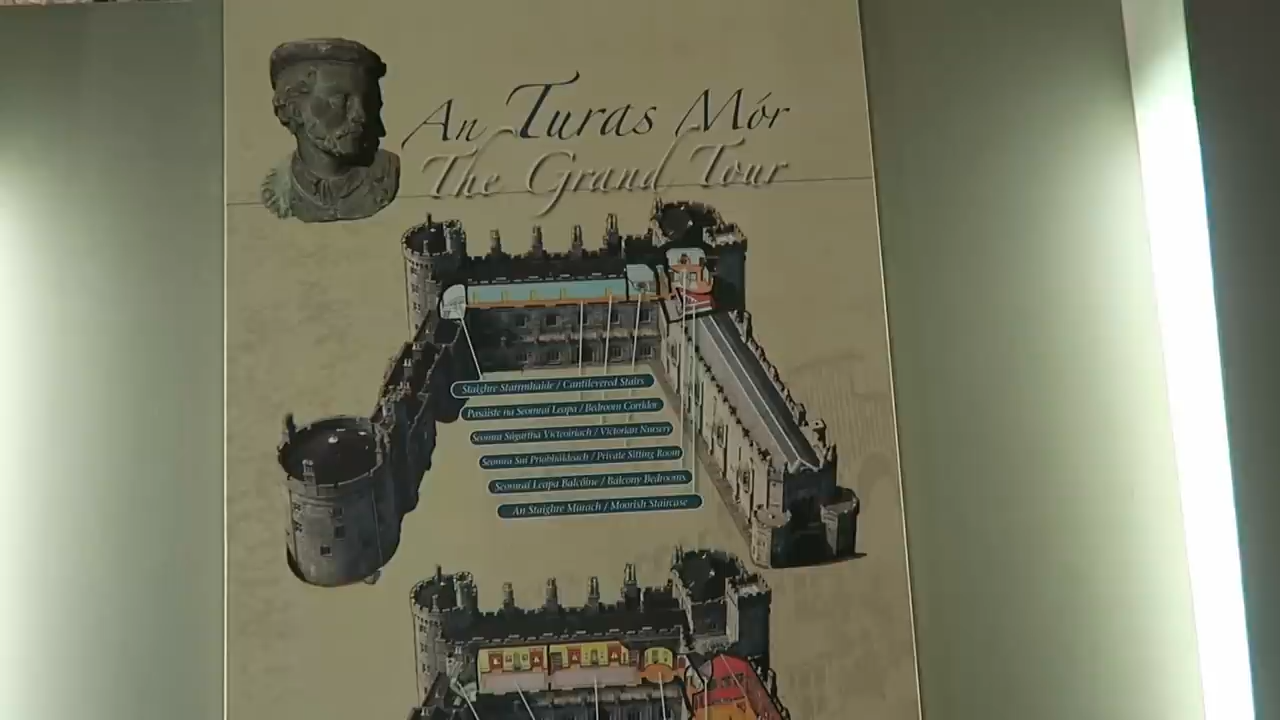 An Turas Mór
The Grand Tour
Staighre Starrmhaide / Cantilevered Stairs
Pasáiste na Seomraí Leapa / Bedroom Corridor
Seomra Súgartha Victeoiriach / Victorian Nursery
Seomra Suí Príobháideach / Private Sitting Room
Seomraí Leapa Balcóine / Balcony Bedrooms
An Staighre Múrach / Moorish Staircase